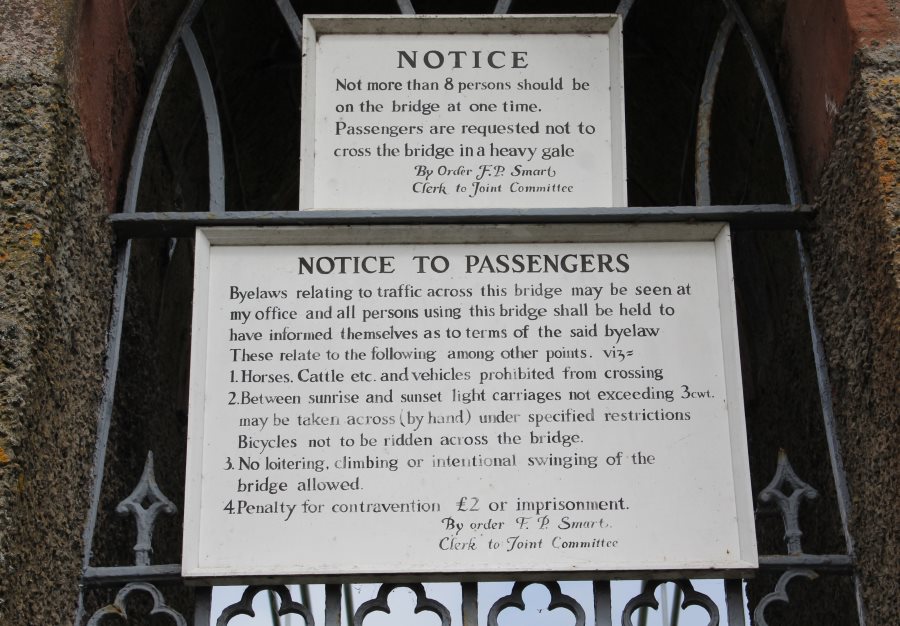 NOTICE
Not more than 8 persons should be
on the bridge at one time.
Passengers are requested not to
cross the bridge in a heavy gale
By Order F.P. Smart
Clerk to Joint Committee
NOTICE TO PASSENGERS
Byelaws relating to traffic across this bridge may be seen at
my office and all persons using this bridge shall be held to
have informed themselves as to terms of the said byelaw
These relate to the following among other points. viz=
1. Horses. Cattle etc. and vehicles prohibited from crossing
2. Between sunrise and sunset light carriages not exceeding 3cwt.
may be taken across (by hand) under specified restrictions
Bicycles not to be ridden across the bridge.
3. No loitering, climbing or intentional swinging of the
bridge allowed.
4. Penalty for contravention £2 or imprisonment.
By order F. P. Smart.
Clerk to Joint Committee